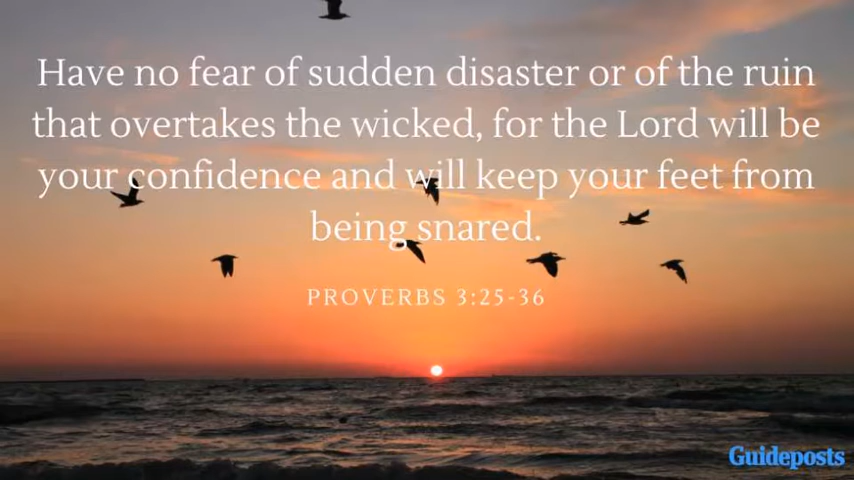 Have no fear of sudden disaster or of the ruin
that overtakes the wicked, for the Lord will be
your confidence and will keep your feet from
being snared.
PROVERBS 3:25-36
Guideposts